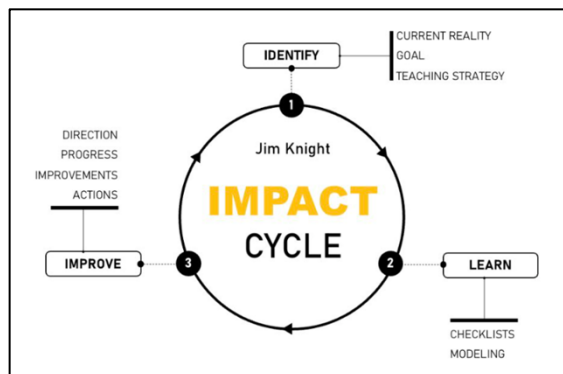 IDENTIFY
CURRENT REALITY
GOAL
TEACHING STRATEGY
1
Jim Knight
IMPACT
CYCLE
DIRECTION
PROGRESS
IMPROVEMENTS
ACTIONS
IMPROVE
3
2
LEARN
CHECKLISTS
MODELING